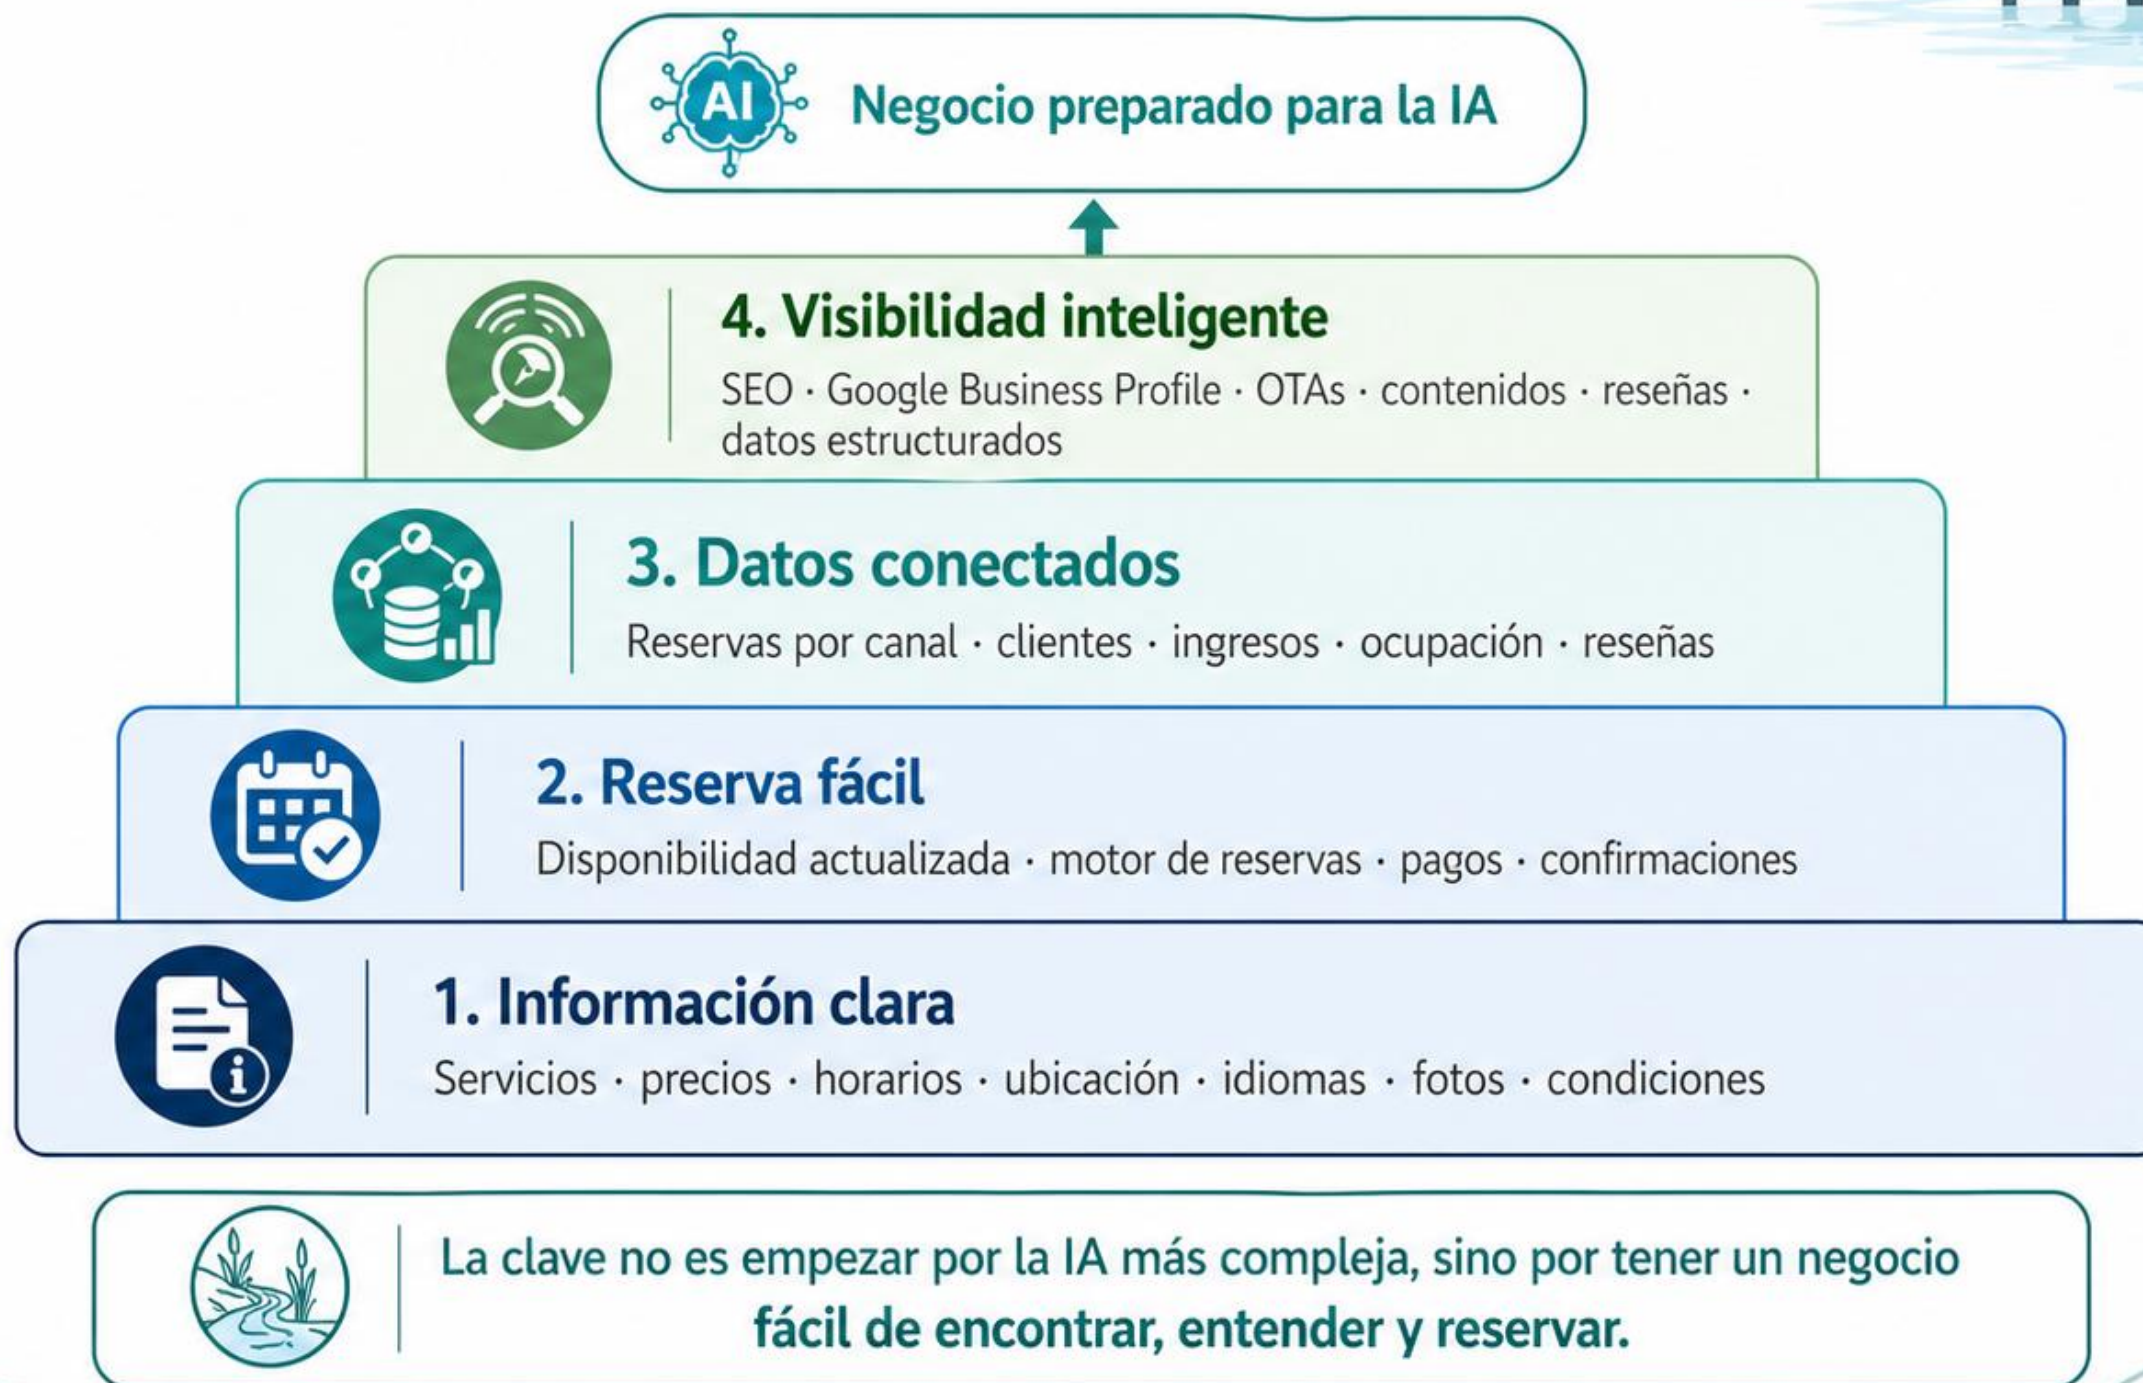 AI
Negocio preparado para la IA
4. Visibilidad inteligente
SEO · Google Business Profile · OTAs · contenidos · reseñas ·
datos estructurados
3. Datos conectados
Reservas por canal · clientes · ingresos · ocupación · reseñas
2. Reserva fácil
Disponibilidad actualizada · motor de reservas · pagos · confirmaciones
1. Información clara
i
Servicios · precios · horarios · ubicación · idiomas · fotos · condiciones
La clave no es empezar por la IA más compleja, sino por tener un negocio
fácil de encontrar, entender y reservar.